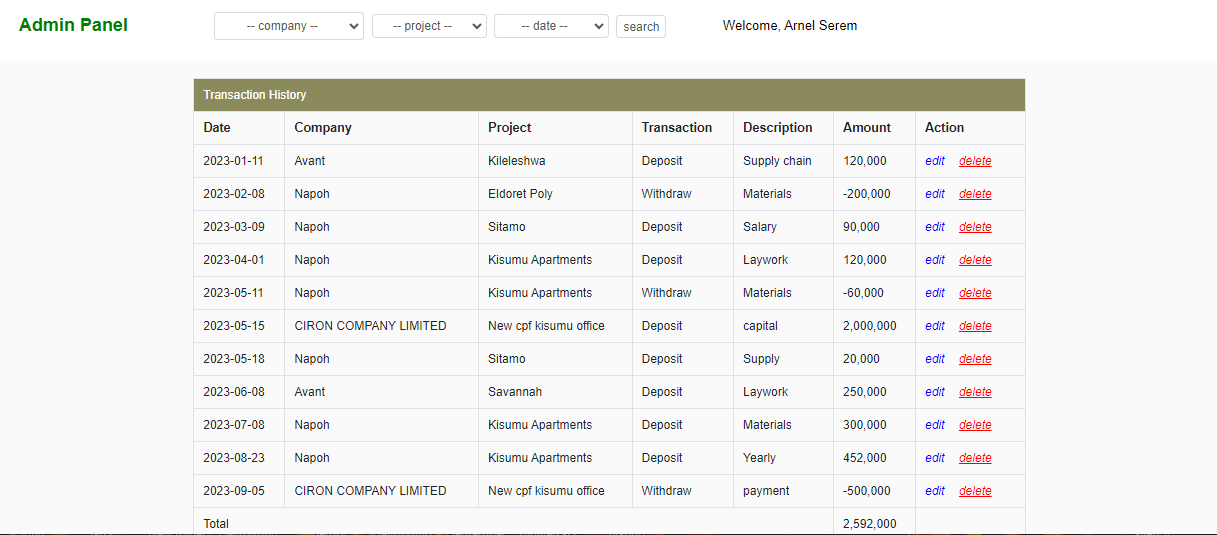 Admin Panel -- company -- -- project -- -- date -- search Welcome, Arnel Serem
Transaction History
Date Company Project Transaction Description Amount Action
2023-01-11 Avant Kileleshwa Deposit Supply chain 120,000 edit delete
2023-02-08 Napoh Eldoret Poly Withdraw Materials -200,000 edit delete
2023-03-09 Napoh Sitamo Deposit Salary 90,000 edit delete
2023-04-01 Napoh Kisumu Apartments Deposit Laywork 120,000 edit delete
2023-05-11 Napoh Kisumu Apartments Withdraw Materials -60,000 edit delete
2023-05-15 CIRON COMPANY LIMITED New cpf kisumu office Deposit capital 2,000,000 edit delete
2023-05-18 Napoh Sitamo Deposit Supply 20,000 edit delete
2023-06-08 Avant Savannah Deposit Laywork 250,000 edit delete
2023-07-08 Napoh Kisumu Apartments Deposit Materials 300,000 edit delete
2023-08-23 Napoh Kisumu Apartments Deposit Yearly 452,000 edit delete
2023-09-05 CIRON COMPANY LIMITED New cpf kisumu office Withdraw payment -500,000 edit delete
Total 2,592,000